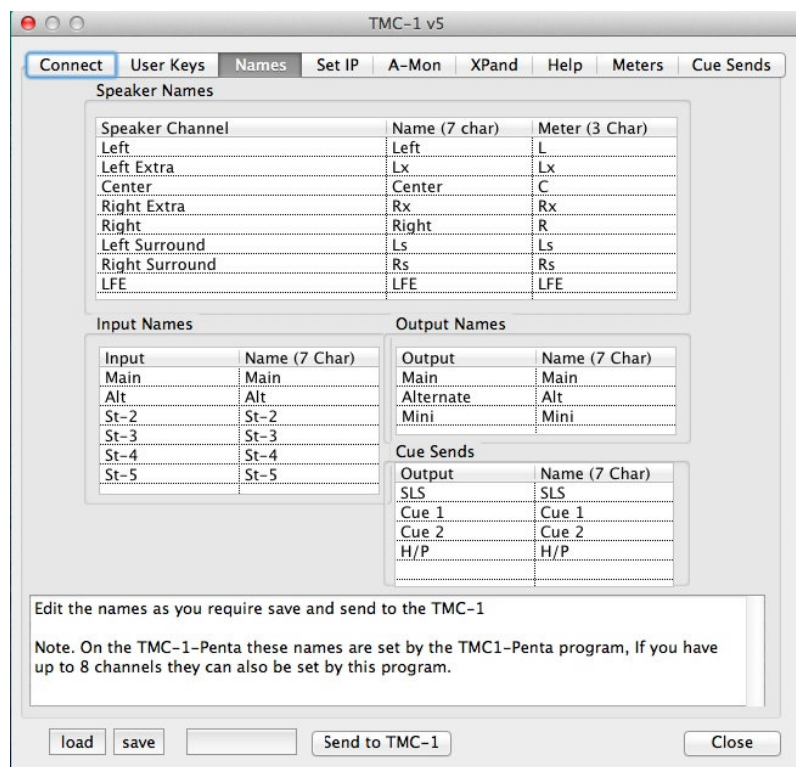 TMC-1 v5
Connect User Keys Names Set IP A-Mon XPand Help Meters Cue Sends
Speaker Names
Speaker Channel Name (7 char) Meter (3 Char)
Left Left L
Left Extra Lx Lx
Center Center C
Right Extra Rx Rx
Right Right R
Left Surround Ls Ls
Right Surround Rs Rs
LFE LFE LFE
Input Names
Input Name (7 Char)
Main Main
Alt Alt
St-2 St-2
St-3 St-3
St-4 St-4
St-5 St-5
Output Names
Output Name (7 Char)
Main Main
Alternate Alt
Mini Mini
Cue Sends
Output Name (7 Char)
SLS SLS
Cue 1 Cue 1
Cue 2 Cue 2
H/P H/P
Edit the names as you require save and send to the TMC-1
Note. On the TMC-1-Penta these names are set by the TMC1-Penta program, If you have
up to 8 channels they can also be set by this program.
load save Send to TMC-1 Close